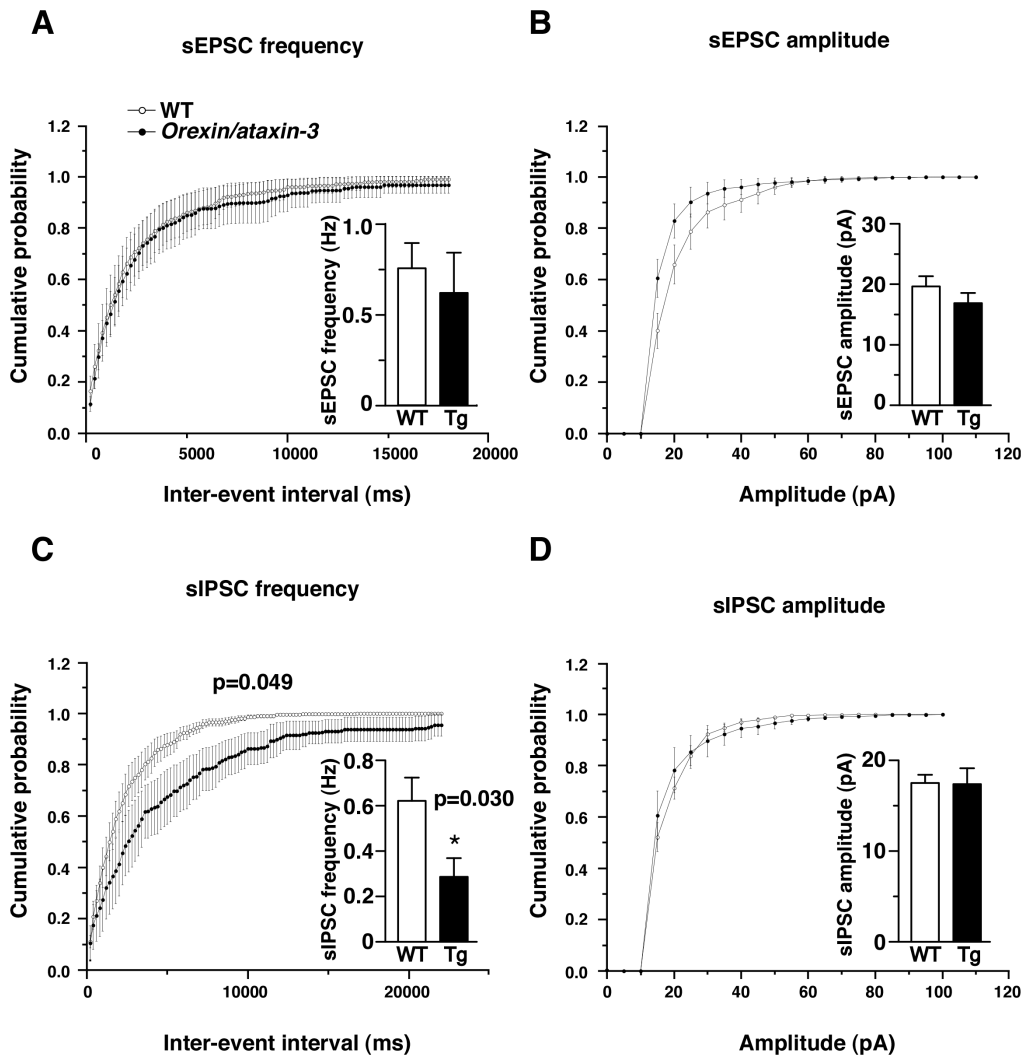 A
sEPSC frequency
WT
Orexin/ataxin-3
Cumulative probability
1.2
1.0
0.8
0.6
0.4
0.2
0.0
0 5000 10000 15000 20000
Inter-event interval (ms)
sEPSC frequency (Hz)
1.0
0.5
0
WT Tg
B
sEPSC amplitude
Cumulative probability
1.2
1.0
0.8
0.6
0.4
0.2
0.0
0 20 40 60 80 100 120
Amplitude (pA)
sEPSC amplitude (pA)
30
20
10
0
WT Tg
C
sIPSC frequency
p=0.049
Cumulative probability
1.2
1.0
0.8
0.6
0.4
0.2
0.0
0 10000 20000
Inter-event interval (ms)
sIPSC frequency (Hz)
0.8
0.6
0.4
0.2
0
p=0.030
*
WT Tg
D
sIPSC amplitude
Cumulative probability
1.2
1.0
0.8
0.6
0.4
0.2
0.0
0 20 40 60 80 100 120
Amplitude (pA)
sIPSC amplitude (pA)
20
10
0
WT Tg